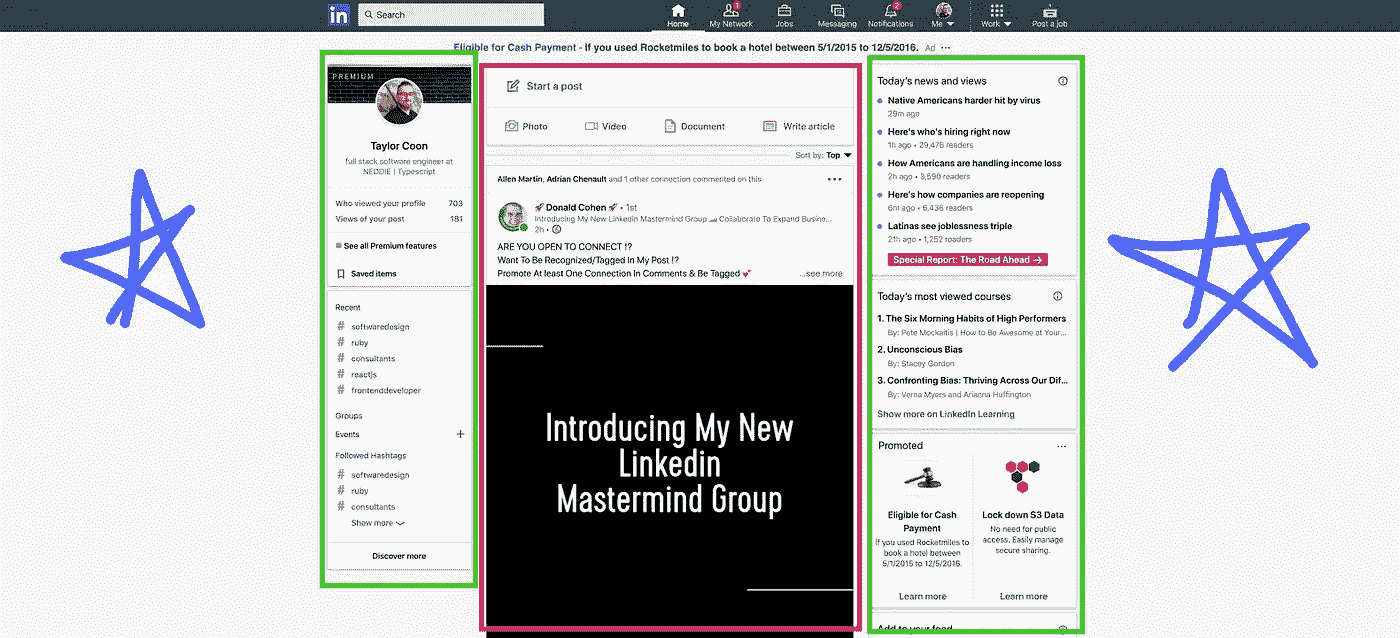 in Search
Home
1
My Network
Jobs
Messaging
2
Notifications
Me
Work
Post a job
Eligible for Cash Payment - If you used Rocketmiles to book a hotel between 5/1/2015 to 12/5/2016. Ad ···
PREMIUM
Taylor Coon
full stack software engineer at
NEDDIE | Typescript
Who viewed your profile 703
Views of your post 181
See all Premium features
Saved items
Recent
# softwaredesign
# ruby
# consultants
# reactjs
# frontenddeveloper
Groups
Events +
Followed Hashtags
# softwaredesign
# ruby
# consultants
Show more
Discover more
Start a post
Photo Video Document Write article
Sort by: Top
Allen Martin, Adrian Chenault and 1 other connection commented on this ···
🚀 Donald Cohen 🚀 • 1st
Introducing My New Linkedin Mastermind Group Collaborate To Expand Busine...
2h •
ARE YOU OPEN TO CONNECT !?
Want To Be Recognized/Tagged In My Post !?
Promote At least One Connection In Comments & Be Tagged 💕 ...see more
Introducing My New
Linkedin
Mastermind Group
Today's news and views
• Native Americans harder hit by virus
29m ago
• Here's who's hiring right now
1h ago • 29,476 readers
• How Americans are handling income loss
2h ago • 3,590 readers
• Here's how companies are reopening
6m ago • 6,436 readers
• Latinas see joblessness triple
21h ago • 1,252 readers
Special Report: The Road Ahead →
Today's most viewed courses
1. The Six Morning Habits of High Performers
By: Pete Mockaitis | How to Be Awesome at Your...
2. Unconscious Bias
By: Stacey Gordon
3. Confronting Bias: Thriving Across Our Dif...
By: Verna Myers and Arianna Huffington
Show more on LinkedIn Learning
Promoted ···
Eligible for Cash
Payment
If you used Rocketmiles to
book a hotel between
5/1/2015 to 12/5/2016.
Learn more
Lock down S3 Data
No need for public
access. Easily manage
secure sharing.
Learn more
Add to your feed